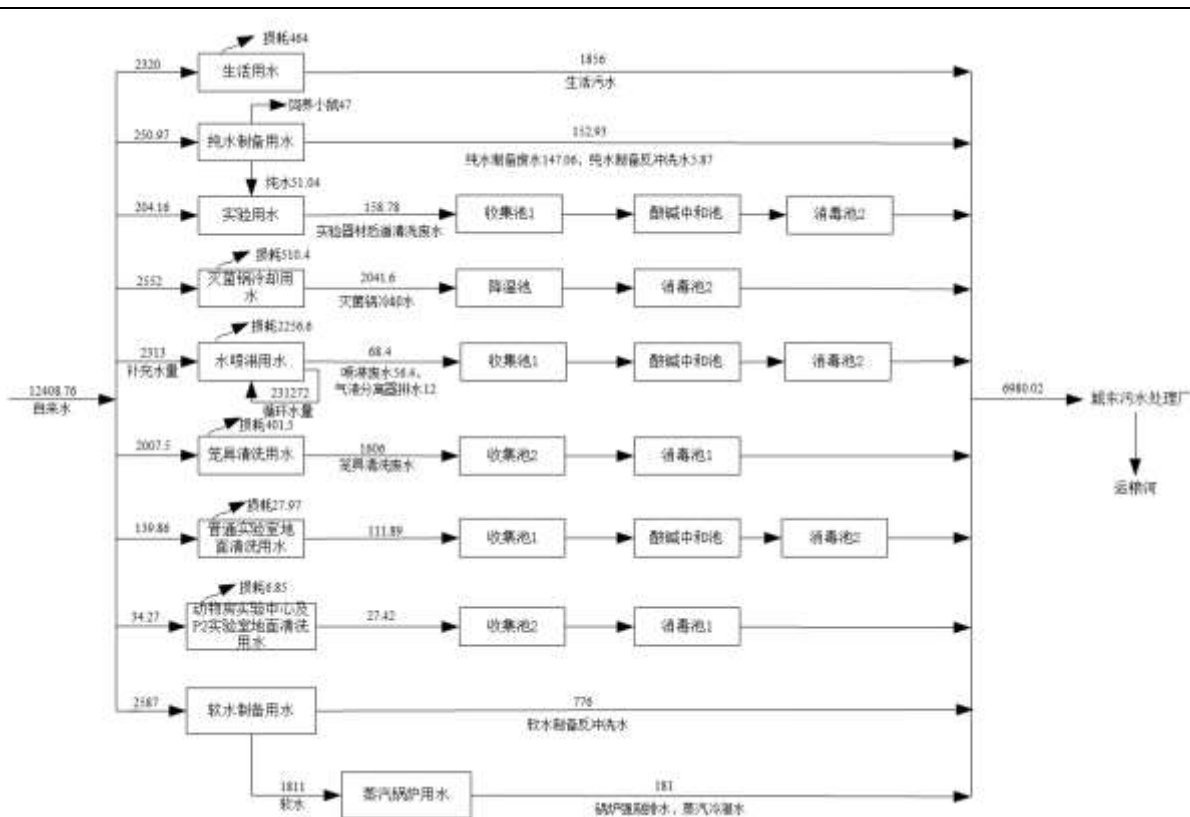 损耗464
2320
生活用水
1856
生活污水
饲养小鼠47
250.97
纯水制备用水
152.93
纯水制备废水147.06，纯水制备反冲洗水5.87
纯水51.04
204.16
实验用水
158.78
实验器材后道清洗废水
收集池1
酸碱中和池
消毒池2
损耗510.4
2552
灭菌锅冷却用
水
2041.6
灭菌锅冷却水
降温池
消毒池2
损耗2256.6
2313
补充水量
水喷淋用水
68.4
喷淋废水56.4、
气液分离器排水12
收集池1
酸碱中和池
消毒池2
231272
循环水量
12408.76
自来水
6980.02
城东污水处理厂
运粮河
损耗401.5
2007.5
笼具清洗用水
1606
笼具清洗废水
收集池2
消毒池1
损耗27.97
139.86
普通实验室地
面清洗用水
111.89
收集池1
酸碱中和池
消毒池2
损耗6.85
34.27
动物房实验中心及
P2实验室地面清洗
用水
27.42
收集池2
消毒池1
2587
软水制备用水
776
软水制备反冲洗水
1811
软水
蒸汽锅炉用水
181
锅炉强制排水，蒸汽冷凝水